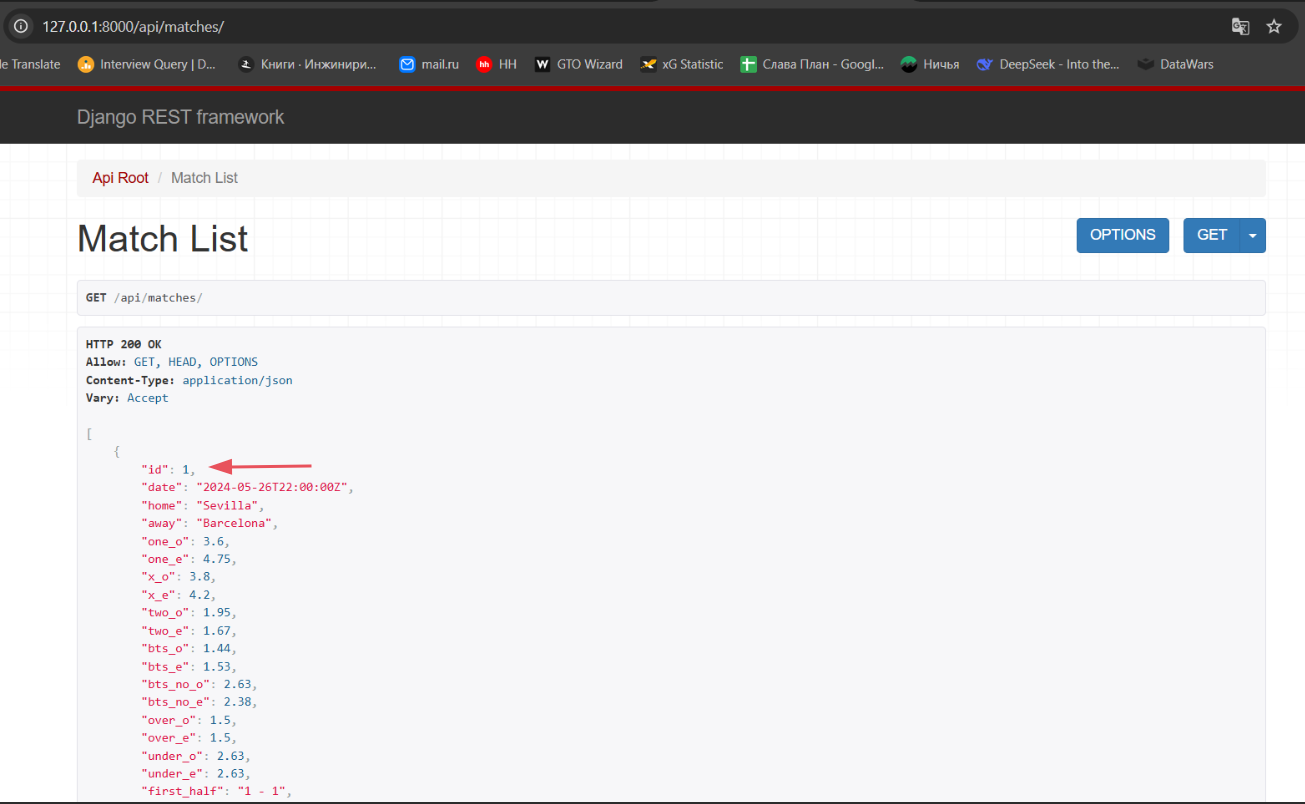 127.0.0.1:8000/api/matches/
le Translate Interview Query | D... Книги · Инжинири... mail.ru hh HH W GTO Wizard xG Statistic Слава План - Googl... Ничья DeepSeek - Into the... DataWars
Django REST framework
Api Root / Match List
Match List
OPTIONS GET
GET /api/matches/
HTTP 200 OK
Allow: GET, HEAD, OPTIONS
Content-Type: application/json
Vary: Accept
[
{
"id": 1,
"date": "2024-05-26T22:00:00Z",
"home": "Sevilla",
"away": "Barcelona",
"one_o": 3.6,
"one_e": 4.75,
"x_o": 3.8,
"x_e": 4.2,
"two_o": 1.95,
"two_e": 1.67,
"bts_o": 1.44,
"bts_e": 1.53,
"bts_no_o": 2.63,
"bts_no_e": 2.38,
"over_o": 1.5,
"over_e": 1.5,
"under_o": 2.63,
"under_e": 2.63,
"first_half": "1 - 1",